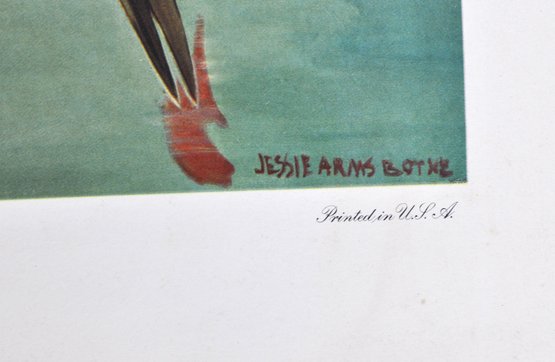 JESSIE ARMS BOTKE
Printed in U.S.A.